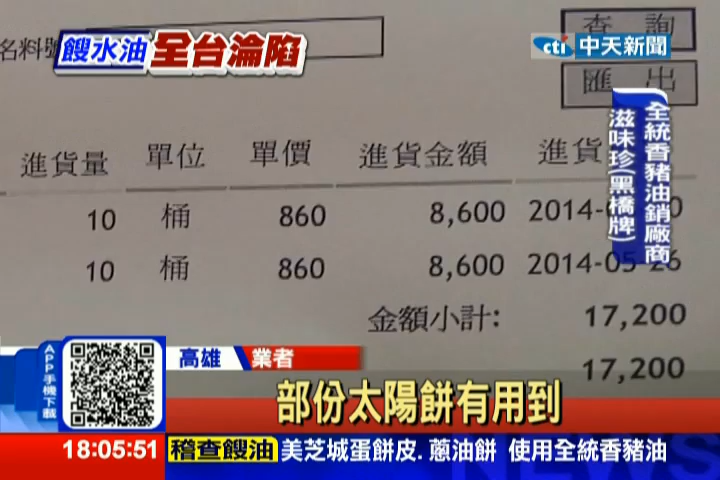 名料號
查 詢
匯 出
餿水油 全台淪陷
cti 中天新聞
進貨量 單位 單價 進貨金額 進貨
10 桶 860 8,600 2014-0
10 桶 860 8,600 2014-05-26
金額小計: 17,200
17,200
全統香豬油銷廠商
滋味珍(黑橋牌)
APP手機下載
高雄 業者
部份太陽餅有用到
18:05:51 稽查餿油 美芝城蛋餅皮.蔥油餅 使用全統香豬油
NEWS